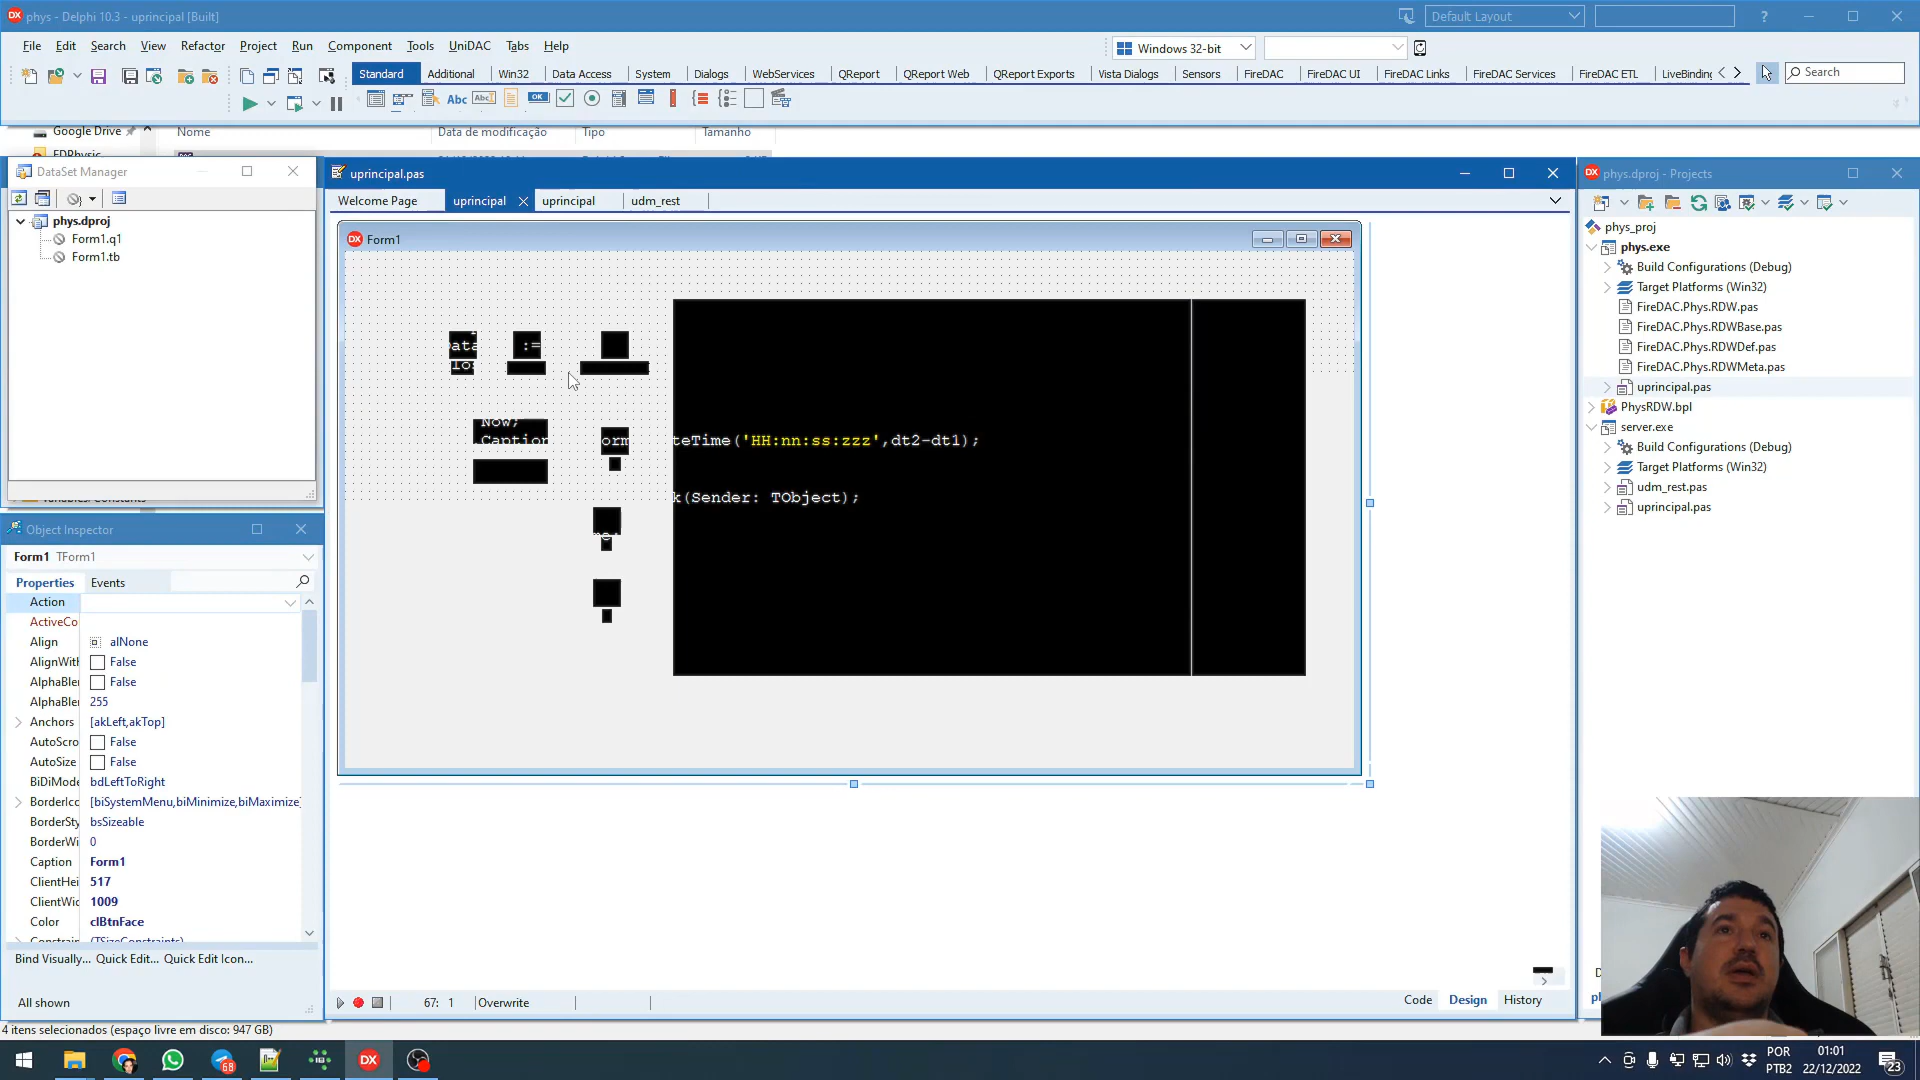 phys - Delphi 10.3 - uprincipal [Built]
Default Layout
File Edit Search View Refactor Project Run Component Tools UniDAC Tabs Help
Windows 32-bit
Standard Additional Win32 Data Access System Dialogs WebServices QReport QReport Web QReport Exports Vista Dialogs Sensors FireDAC FireDAC UI FireDAC Links FireDAC Services FireDAC ETL LiveBinding
Search
Google Drive
Nome Data de modificação Tipo Tamanho
FDPhysic
DataSet Manager
phys.dproj
Form1.q1
Form1.tb
Object Inspector
Form1 TForm1
Properties Events
Action
ActiveCo
Align alNone
AlignWitl False
AlphaBler False
AlphaBler 255
Anchors [akLeft,akTop]
AutoScro False
AutoSize False
BiDiMode bdLeftToRight
BorderIco [biSystemMenu,biMinimize,biMaximize]
BorderSty bsSizeable
BorderWi 0
Caption Form1
ClientHei 517
ClientWic 1009
Color clBtnFace
Constrain (TSizeConstraints)
Bind Visually... Quick Edit... Quick Edit Icon...
All shown
uprincipal.pas
Welcome Page uprincipal uprincipal udm_rest
Form1
:=
Now;
Caption
teTime('HH:nn:ss:zzz',dt2-dt1);
k(Sender: TObject);
67: 1 Overwrite
Code Design History
phys.dproj - Projects
phys_proj
phys.exe
Build Configurations (Debug)
Target Platforms (Win32)
FireDAC.Phys.RDW.pas
FireDAC.Phys.RDWBase.pas
FireDAC.Phys.RDWDef.pas
FireDAC.Phys.RDWMeta.pas
uprincipal.pas
PhysRDW.bpl
server.exe
Build Configurations (Debug)
Target Platforms (Win32)
udm_rest.pas
uprincipal.pas
4 itens selecionados (espaço livre em disco: 947 GB)
68
POR
PTB2
01:01
22/12/2022
23